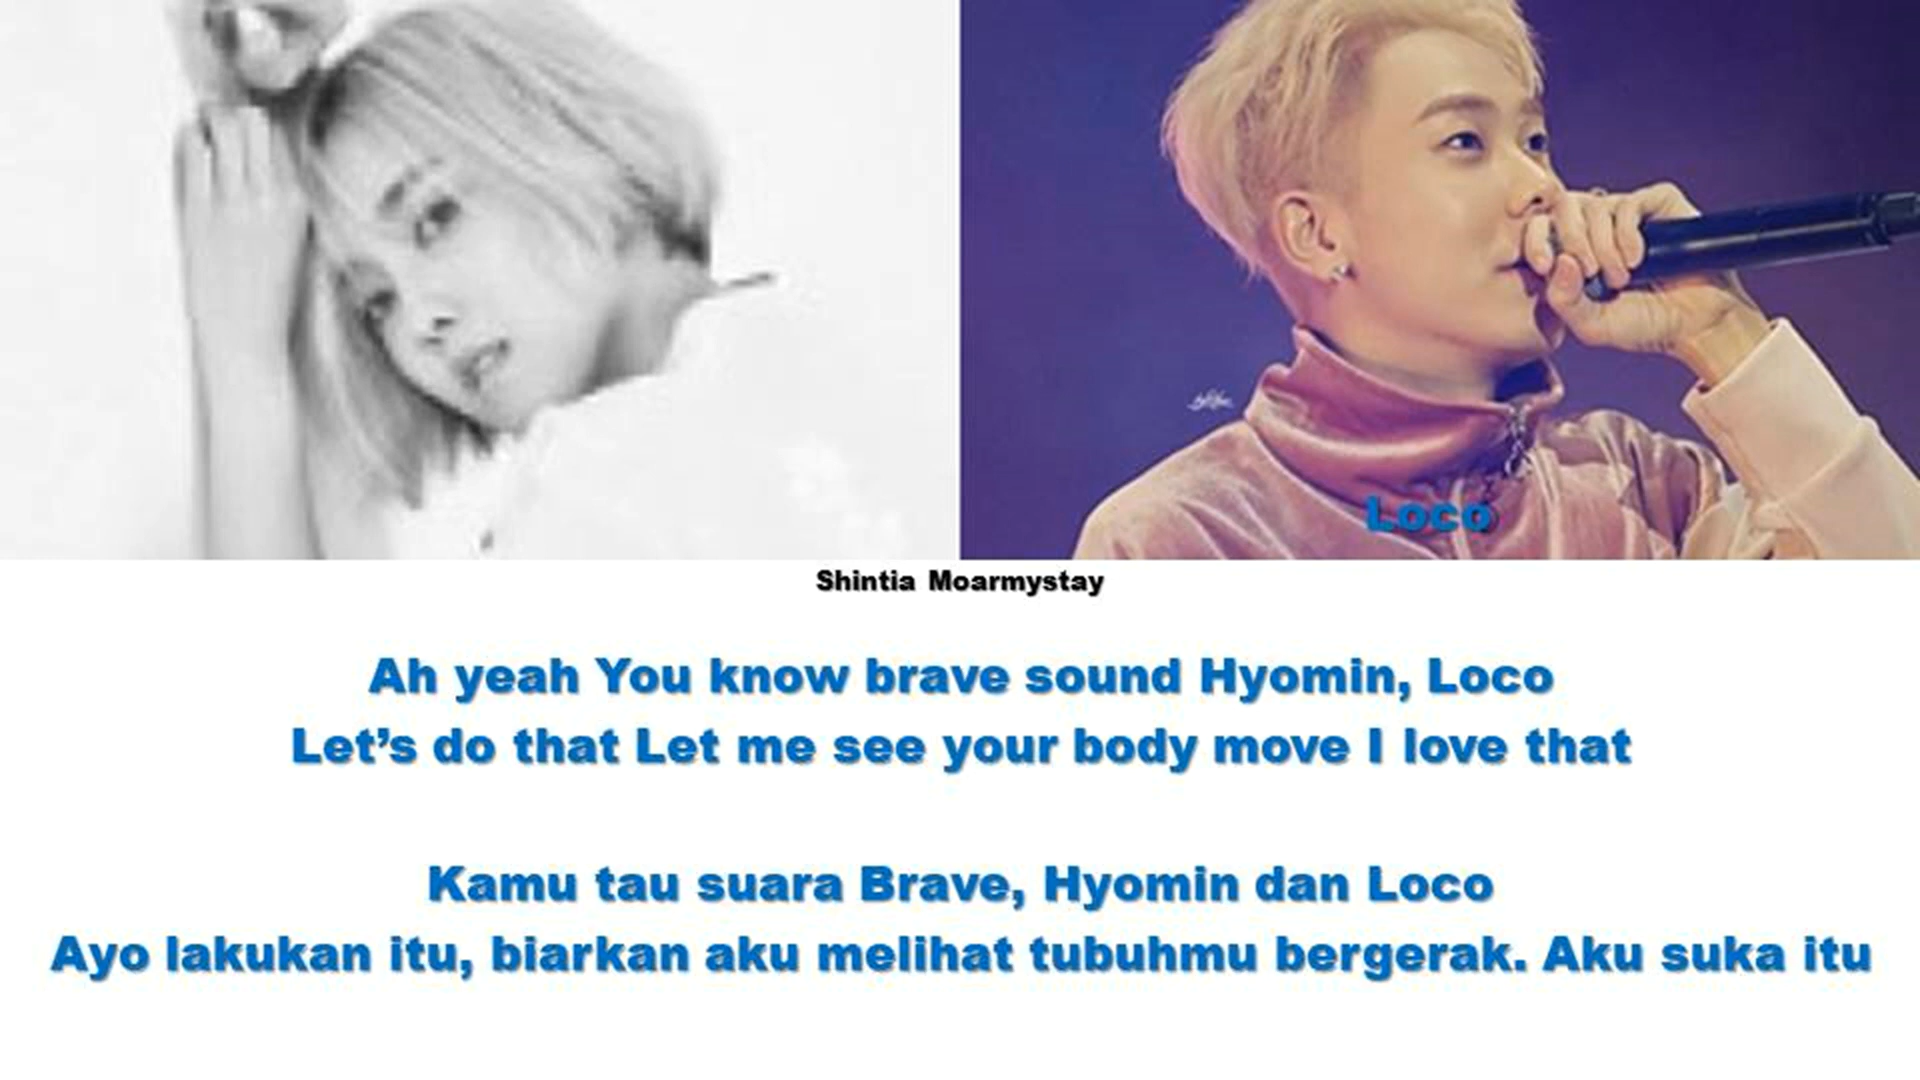 Loco
Shintia Moarmystay
Ah yeah You know brave sound Hyomin, Loco
Let’s do that Let me see your body move I love that
Kamu tau suara Brave, Hyomin dan Loco
Ayo lakukan itu, biarkan aku melihat tubuhmu bergerak. Aku suka itu